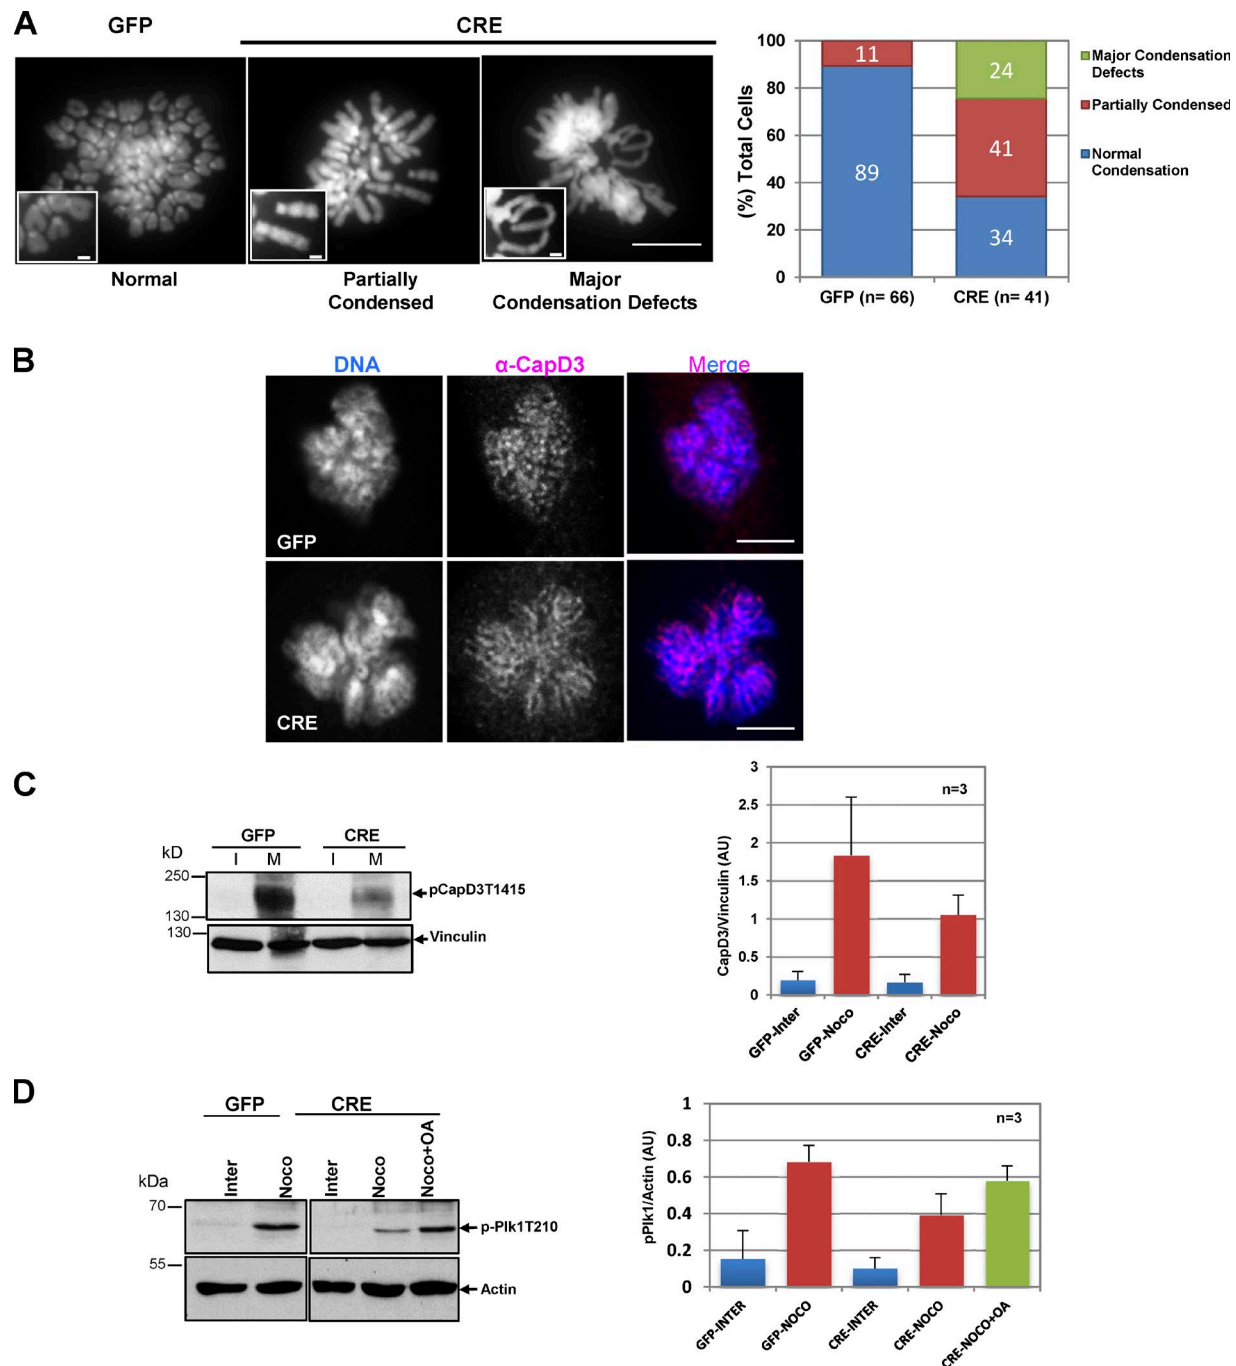 A
GFP
CRE
Normal
Partially
Condensed
Major
Condensation Defects
(%) Total Cells
100
80
60
40
20
0
11
89
24
41
34
GFP (n= 66)
CRE (n= 41)
Major Condensation
Defects
Partially Condensed
Normal
Condensation
B
DNA
α-CapD3
Merge
GFP
CRE
C
GFP
CRE
kD
I
M
I
M
250
130
130
pCapD3T1415
Vinculin
CapD3/Vinculin (AU)
3
2.5
2
1.5
1
0.5
0
n=3
GFP-Inter
GFP-Noco
CRE-Inter
CRE-Noco
D
GFP
CRE
kDa
Inter
Noco
Inter
Noco
Noco+OA
70
55
p-Plk1T210
Actin
pPlk1/Actin (AU)
1
0.8
0.6
0.4
0.2
0
n=3
GFP-INTER
GFP-NOCO
CRE-INTER
CRE-NOCO
CRE-NOCO+OA